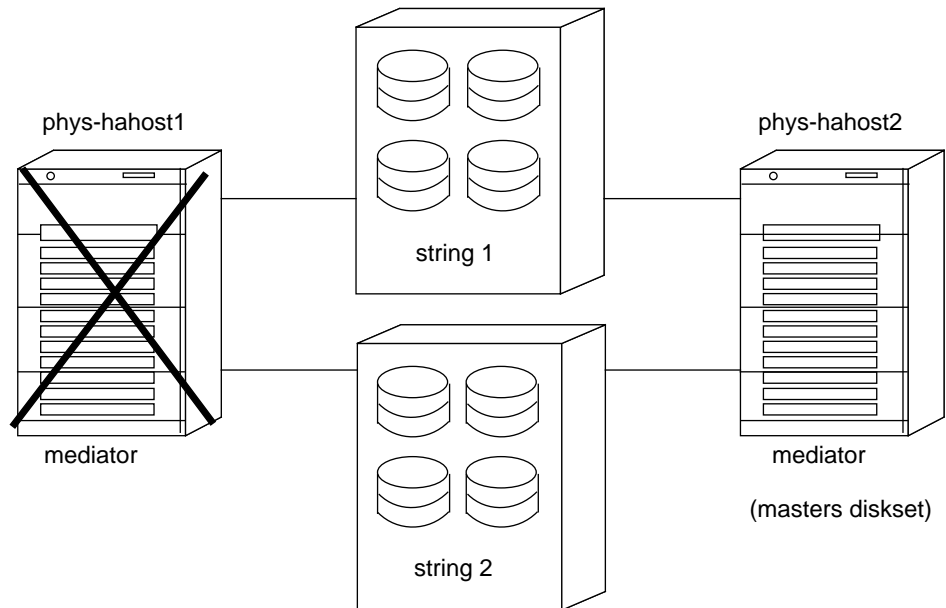 phys-hahost1
phys-hahost2
string 1
mediator
mediator
(masters diskset)
string 2